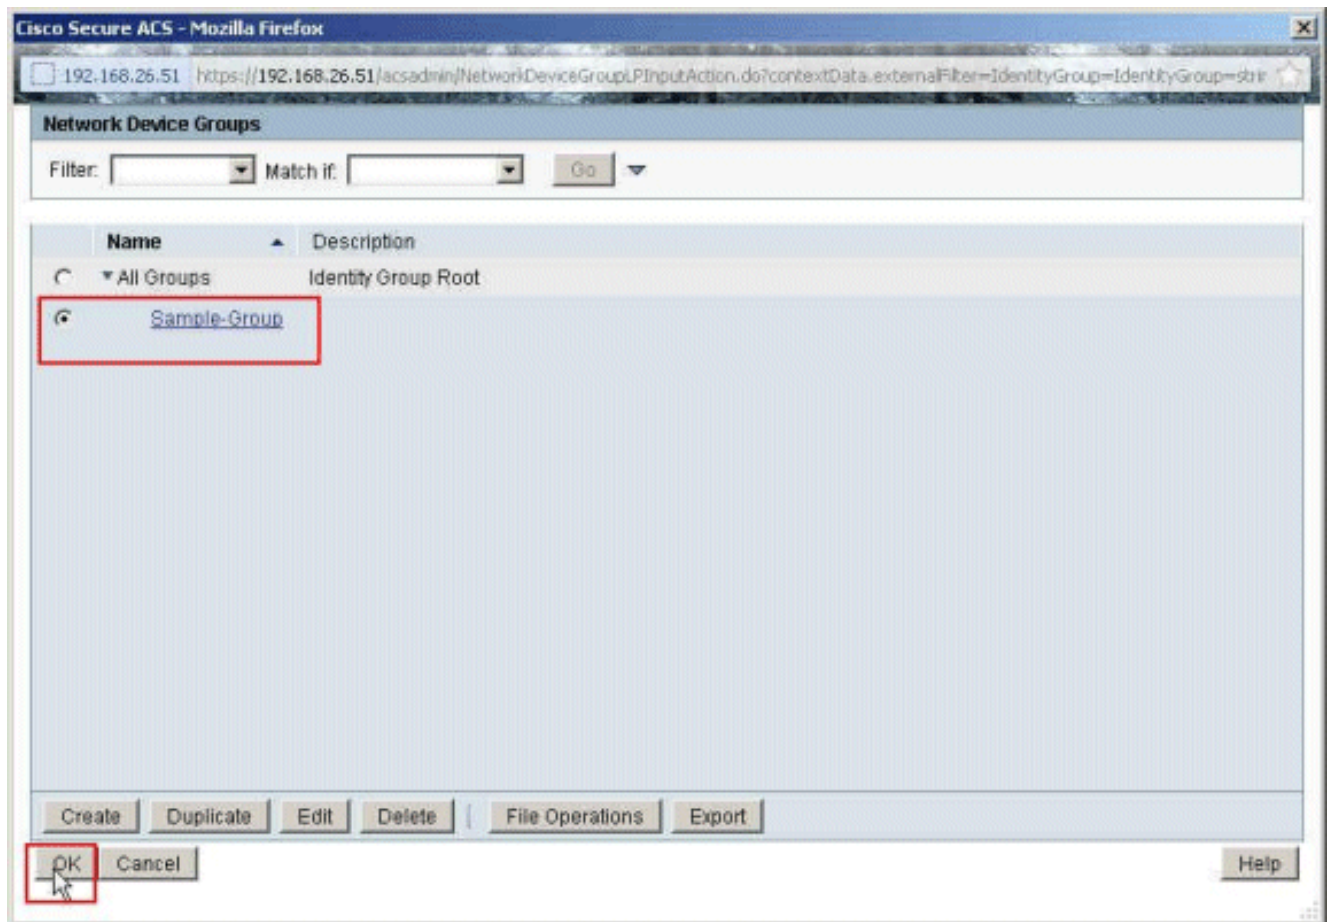 Cisco Secure ACS - Mozilla Firefox
192.168.26.51 https://192.168.26.51/acsadmin/NetworkDeviceGroupLPInputAction.do?contextData.externalFilter=IdentityGroup=IdentityGroup=strir
Network Device Groups
Filter: Match if: Go
Name Description
All Groups Identity Group Root
Sample-Group
Create Duplicate Edit Delete | File Operations Export
OK Cancel Help